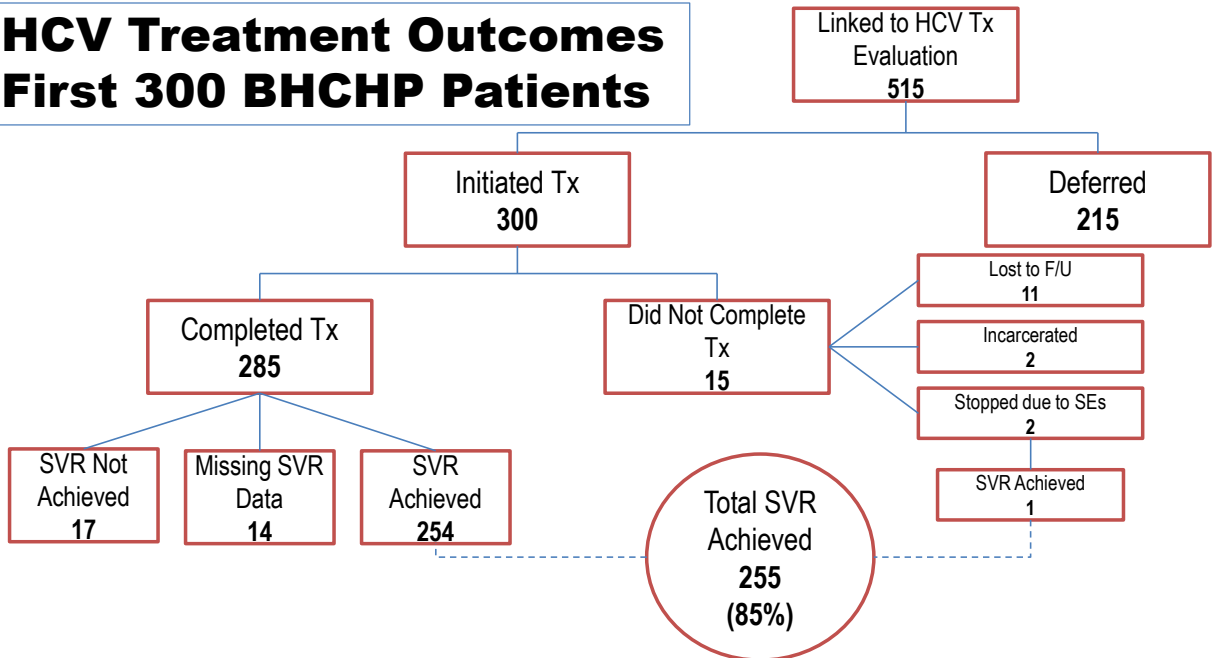 HCV Treatment Outcomes
First 300 BHCHP Patients
Linked to HCV Tx
Evaluation
515
Initiated Tx
300
Deferred
215
Completed Tx
285
Did Not Complete
Tx
15
Lost to F/U
11
Incarcerated
2
Stopped due to SEs
2
SVR Achieved
1
SVR Not
Achieved
17
Missing SVR
Data
14
SVR
Achieved
254
Total SVR
Achieved
255
(85%)